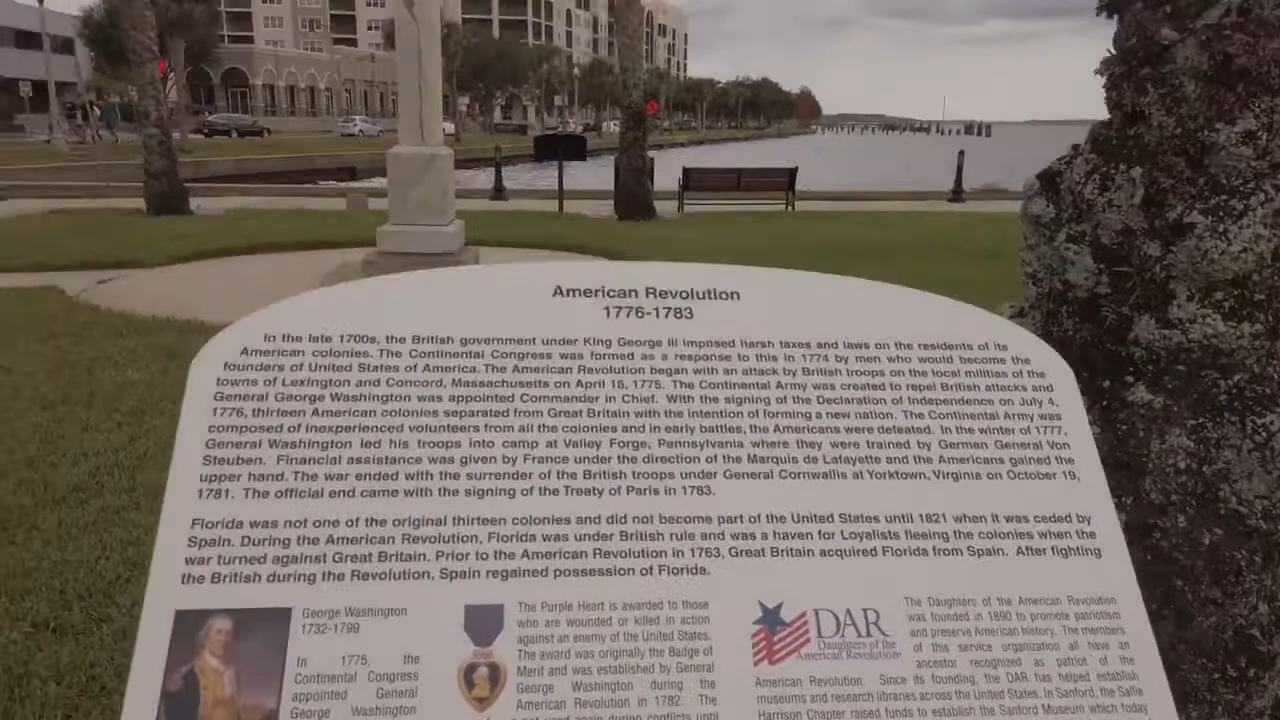 American Revolution
1776-1783
In the late 1700s, the British government under King George III imposed harsh taxes and laws on the residents of its
American colonies. The Continental Congress was formed as a response to this in 1774 by men who would become the
founders of United States of America. The American Revolution began with an attack by British troops on the local militias of the
towns of Lexington and Concord, Massachusetts on April 18, 1775. The Continental Army was created to repel British attacks and
General George Washington was appointed Commander in Chief. With the signing of the Declaration of Independence on July 4,
1776, thirteen American colonies separated from Great Britain with the intention of forming a new nation. The Continental Army was
composed of inexperienced volunteers from all the colonies and in early battles, the Americans were defeated. In the winter of 1777,
General Washington led his troops into camp at Valley Forge, Pennsylvania where they were trained by German General Von
Steuben. Financial assistance was given by France under the direction of the Marquis de Lafayette and the Americans gained the
upper hand. The war ended with the surrender of the British troops under General Cornwallis at Yorktown, Virginia on October 19,
1781. The official end came with the signing of the Treaty of Paris in 1783.
Florida was not one of the original thirteen colonies and did not become part of the United States until 1821 when it was ceded by
Spain. During the American Revolution, Florida was under British rule and was a haven for Loyalists fleeing the colonies when the
war turned against Great Britain. Prior to the American Revolution in 1763, Great Britain acquired Florida from Spain. After fighting
the British during the Revolution, Spain regained possession of Florida.
George Washington
1732-1799
In 1775, the
Continental Congress
appointed General
George Washington
The Purple Heart is awarded to those
who are wounded or killed in action
against an enemy of the United States.
The award was originally the Badge of
Merit and was established by General
George Washington during the
American Revolution in 1782. The
not used again during conflicts until
DAR
Daughters of the
American Revolution
The Daughters of the American Revolution
was founded in 1890 to promote patriotism
and preserve American history. The members
of this service organization all have an
ancestor recognized as patriot of the
American Revolution. Since its founding, the DAR has helped establish
museums and research libraries across the United States. In Sanford, the Sallie
Harrison Chapter raised funds to establish the Sanford Museum which today